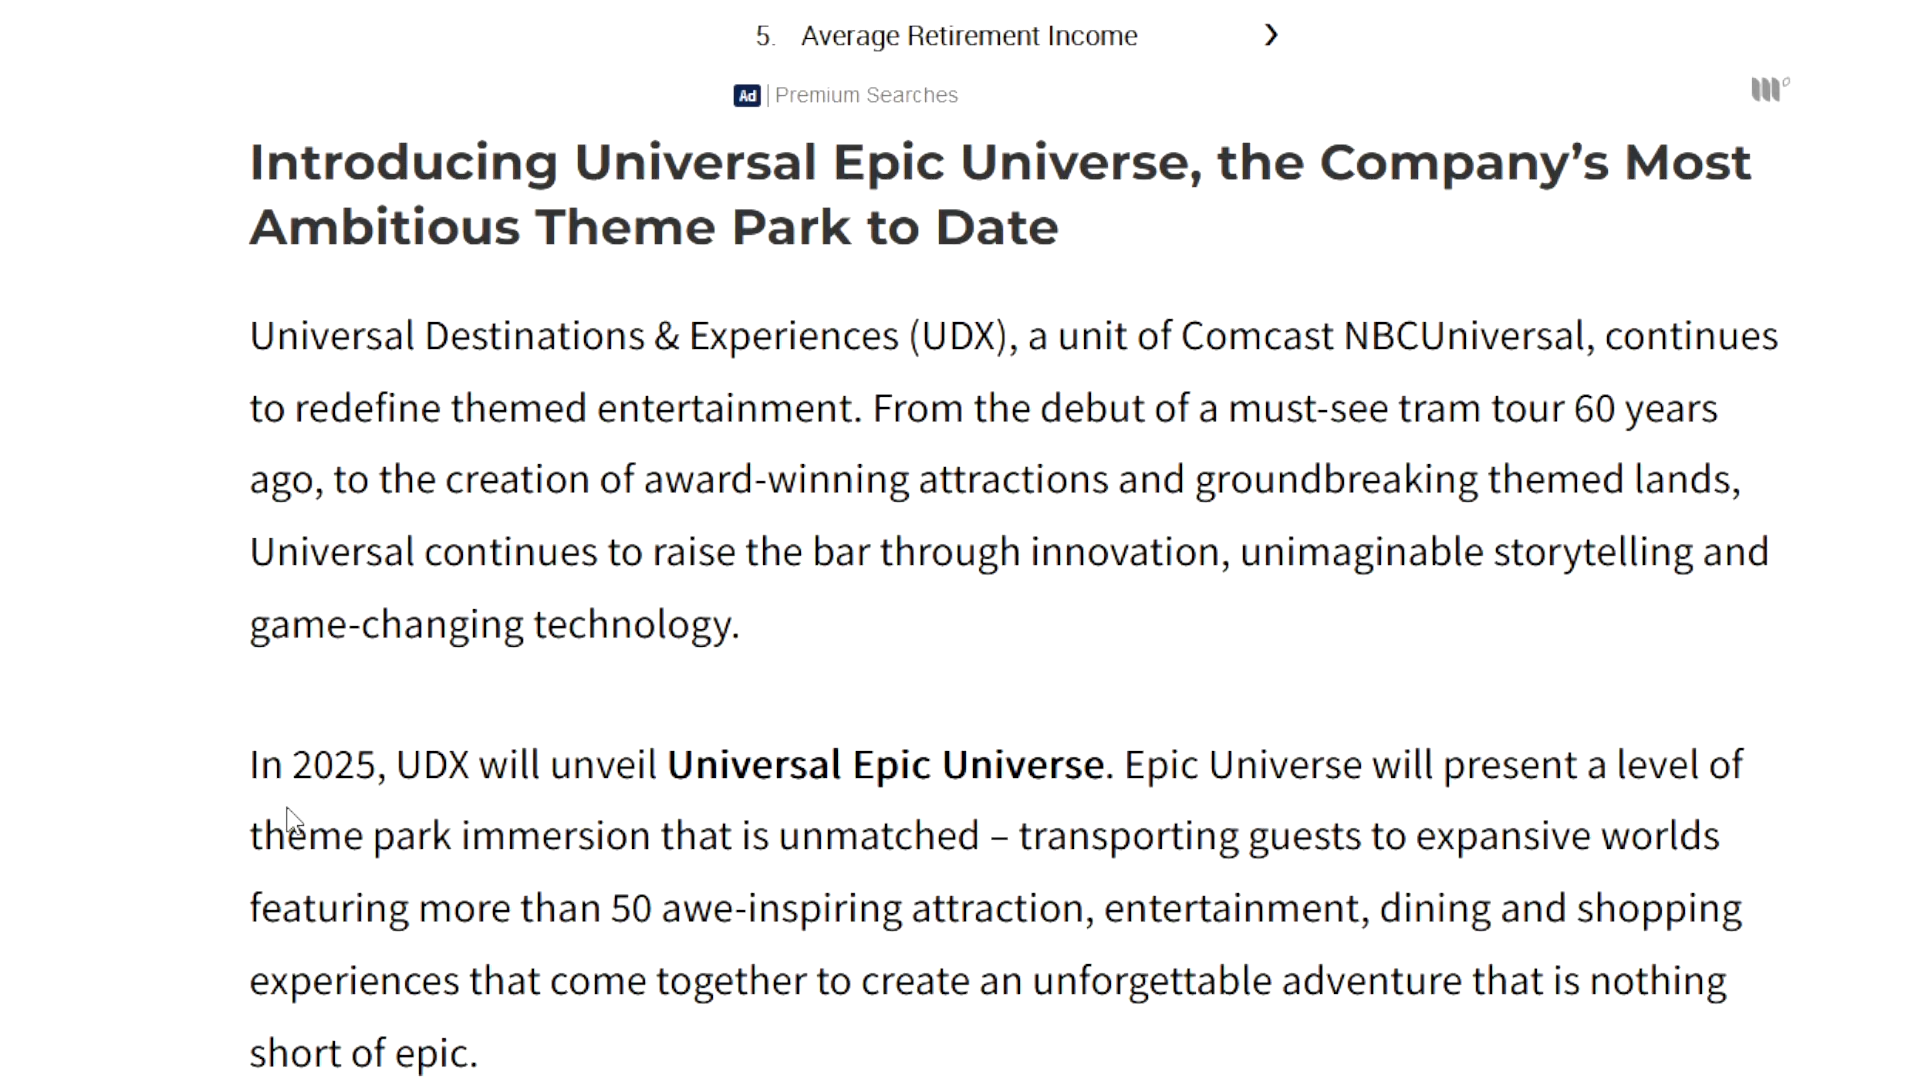 5. Average Retirement Income
Ad | Premium Searches
Introducing Universal Epic Universe, the Company’s Most
Ambitious Theme Park to Date
Universal Destinations & Experiences (UDX), a unit of Comcast NBCUniversal, continues
to redefine themed entertainment. From the debut of a must-see tram tour 60 years
ago, to the creation of award-winning attractions and groundbreaking themed lands,
Universal continues to raise the bar through innovation, unimaginable storytelling and
game-changing technology.
In 2025, UDX will unveil Universal Epic Universe. Epic Universe will present a level of
theme park immersion that is unmatched – transporting guests to expansive worlds
featuring more than 50 awe-inspiring attraction, entertainment, dining and shopping
experiences that come together to create an unforgettable adventure that is nothing
short of epic.